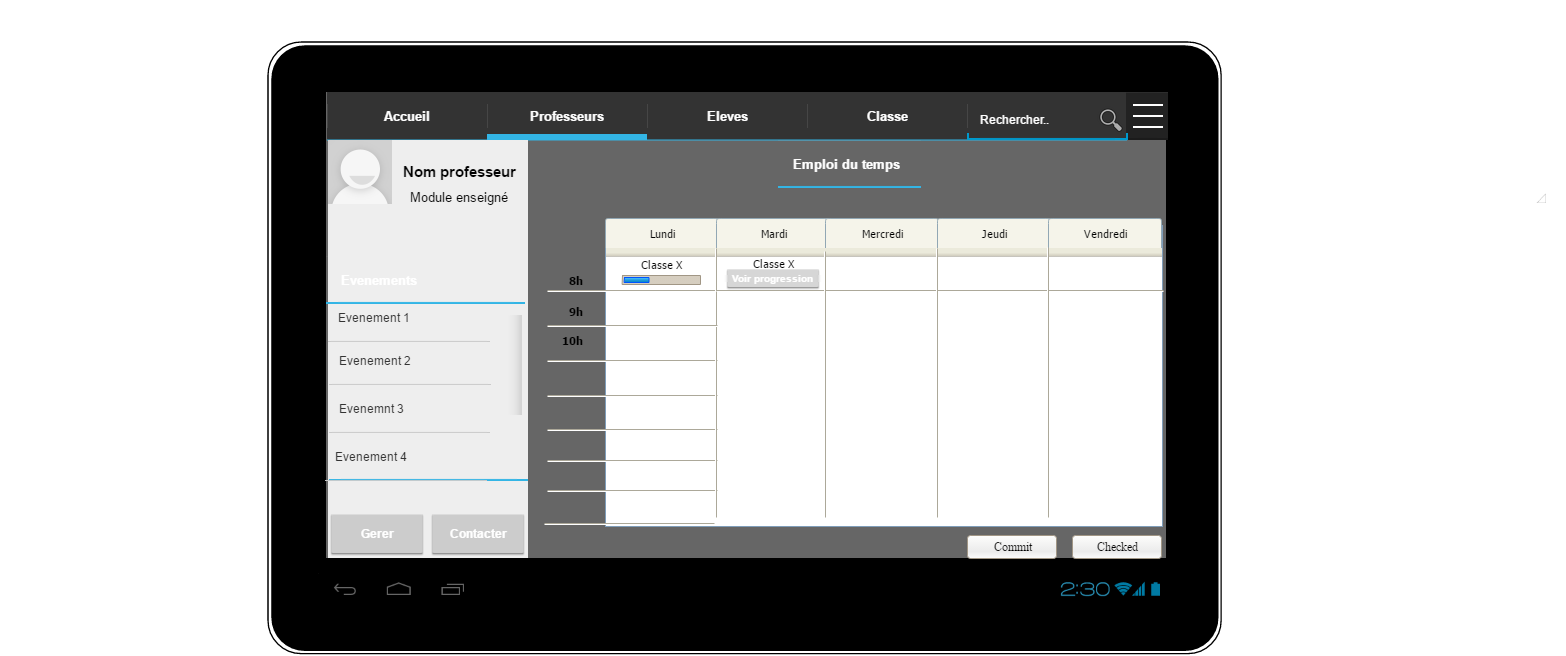 Accueil
Professeurs
Eleves
Classe
Rechercher..
Nom professeur
Module enseigné
Evenements
Evenement 1
Evenement 2
Evenemnt 3
Evenement 4
Gerer
Contacter
Emploi du temps
Lundi
Mardi
Mercredi
Jeudi
Vendredi
8h
Classe X
Classe X
Voir progression
9h
10h
Commit
Checked
2:30